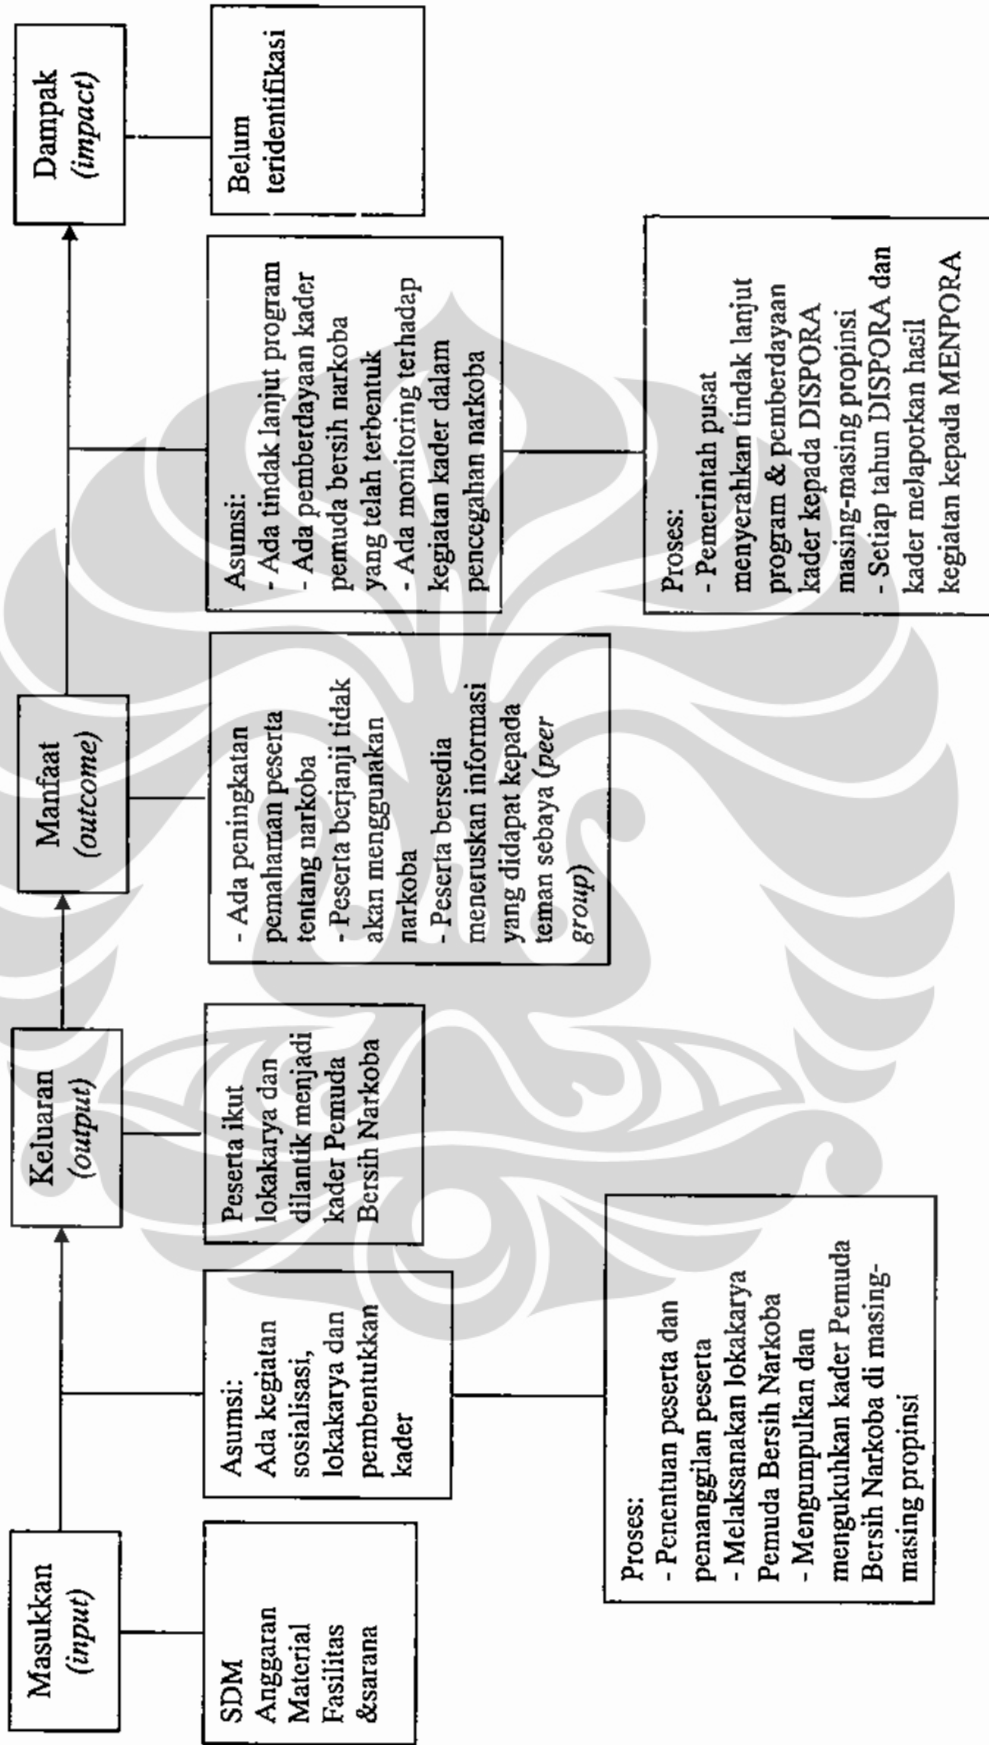 Masukkan
(input)
Keluaran
(output)
Manfaat
(outcome)
Dampak
(impact)
SDM
Anggaran
Material
Fasilitas
&sarana
Asumsi:
Ada kegiatan
sosialisasi,
lokakarya dan
pembentukkan
kader
Peserta ikut
lokakarya dan
dilantik menjadi
kader Pemuda
Bersih Narkoba
- Ada peningkatan
pemahaman peserta
tentang narkoba
- Peserta berjanji tidak
akan menggunakan
narkoba
- Peserta bersedia
meneruskan informasi
yang didapat kepada
teman sebaya (peer
group)
Asumsi:
- Ada tindak lanjut program
- Ada pemberdayaan kader
pemuda bersih narkoba
yang telah terbentuk
- Ada monitoring terhadap
kegiatan kader dalam
pencegahan narkoba
Belum
teridentifikasi
Proses:
- Penentuan peserta dan
pemanggilan peserta
- Melaksanakan lokakarya
Pemuda Bersih Narkoba
- Mengumpulkan dan
mengukuhkan kader Pemuda
Bersih Narkoba di masing-
masing propinsi
Proses:
- Pemerintah pusat
menyerahkan tindak lanjut
program & pemberdayaan
kader kepada DISPORA
masing-masing propinsi
- Setiap tahun DISPORA dan
kader melaporkan hasil
kegiatan kepada MENPORA